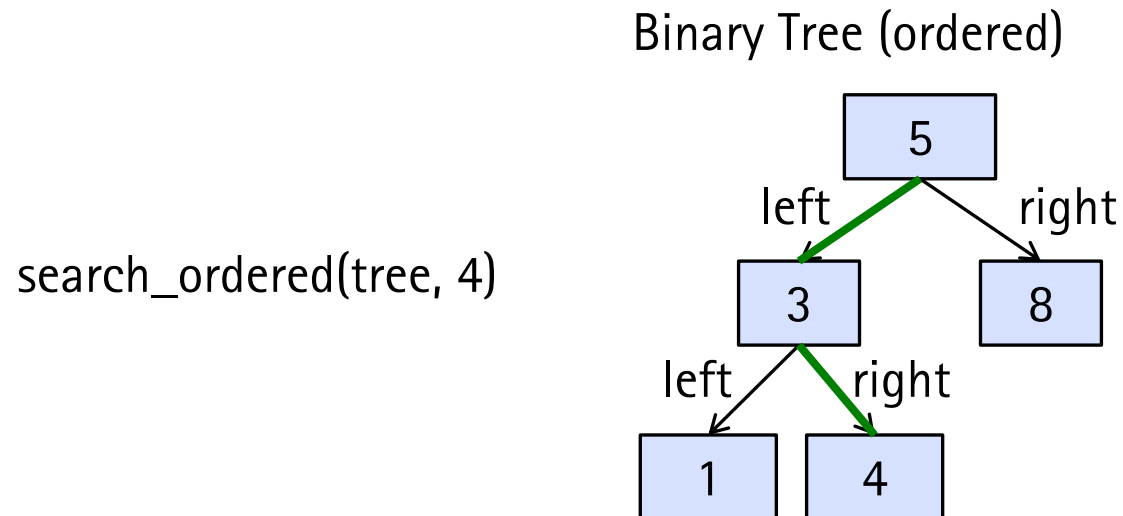 Binary Tree (ordered)
5
left
right
search_ordered(tree, 4)
3
8
left
right
1
4